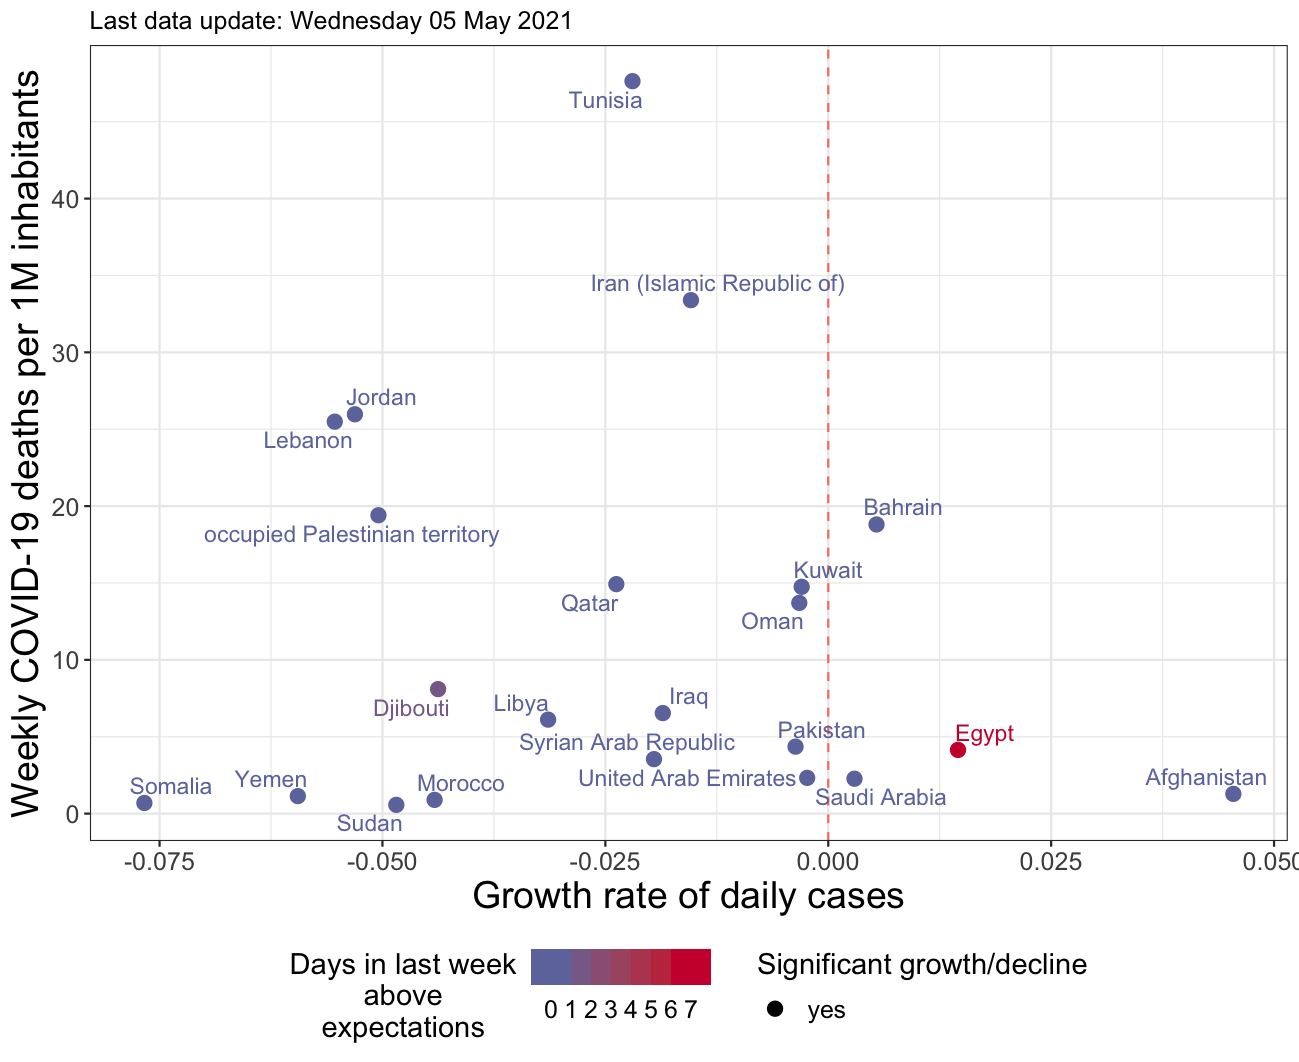 Last data update: Wednesday 05 May 2021
Weekly COVID-19 deaths per 1M inhabitants
40
30
20
10
0
Tunisia
Iran (Islamic Republic of)
Jordan
Lebanon
Bahrain
occupied Palestinian territory
Kuwait
Qatar
Oman
Iraq
Libya
Djibouti
Pakistan
Egypt
Syrian Arab Republic
United Arab Emirates
Afghanistan
Yemen
Morocco
Somalia
Saudi Arabia
Sudan
-0.075 -0.050 -0.025 0.000 0.025 0.050
Growth rate of daily cases
Days in last week
above
expectations
0 1 2 3 4 5 6 7
Significant growth/decline
yes